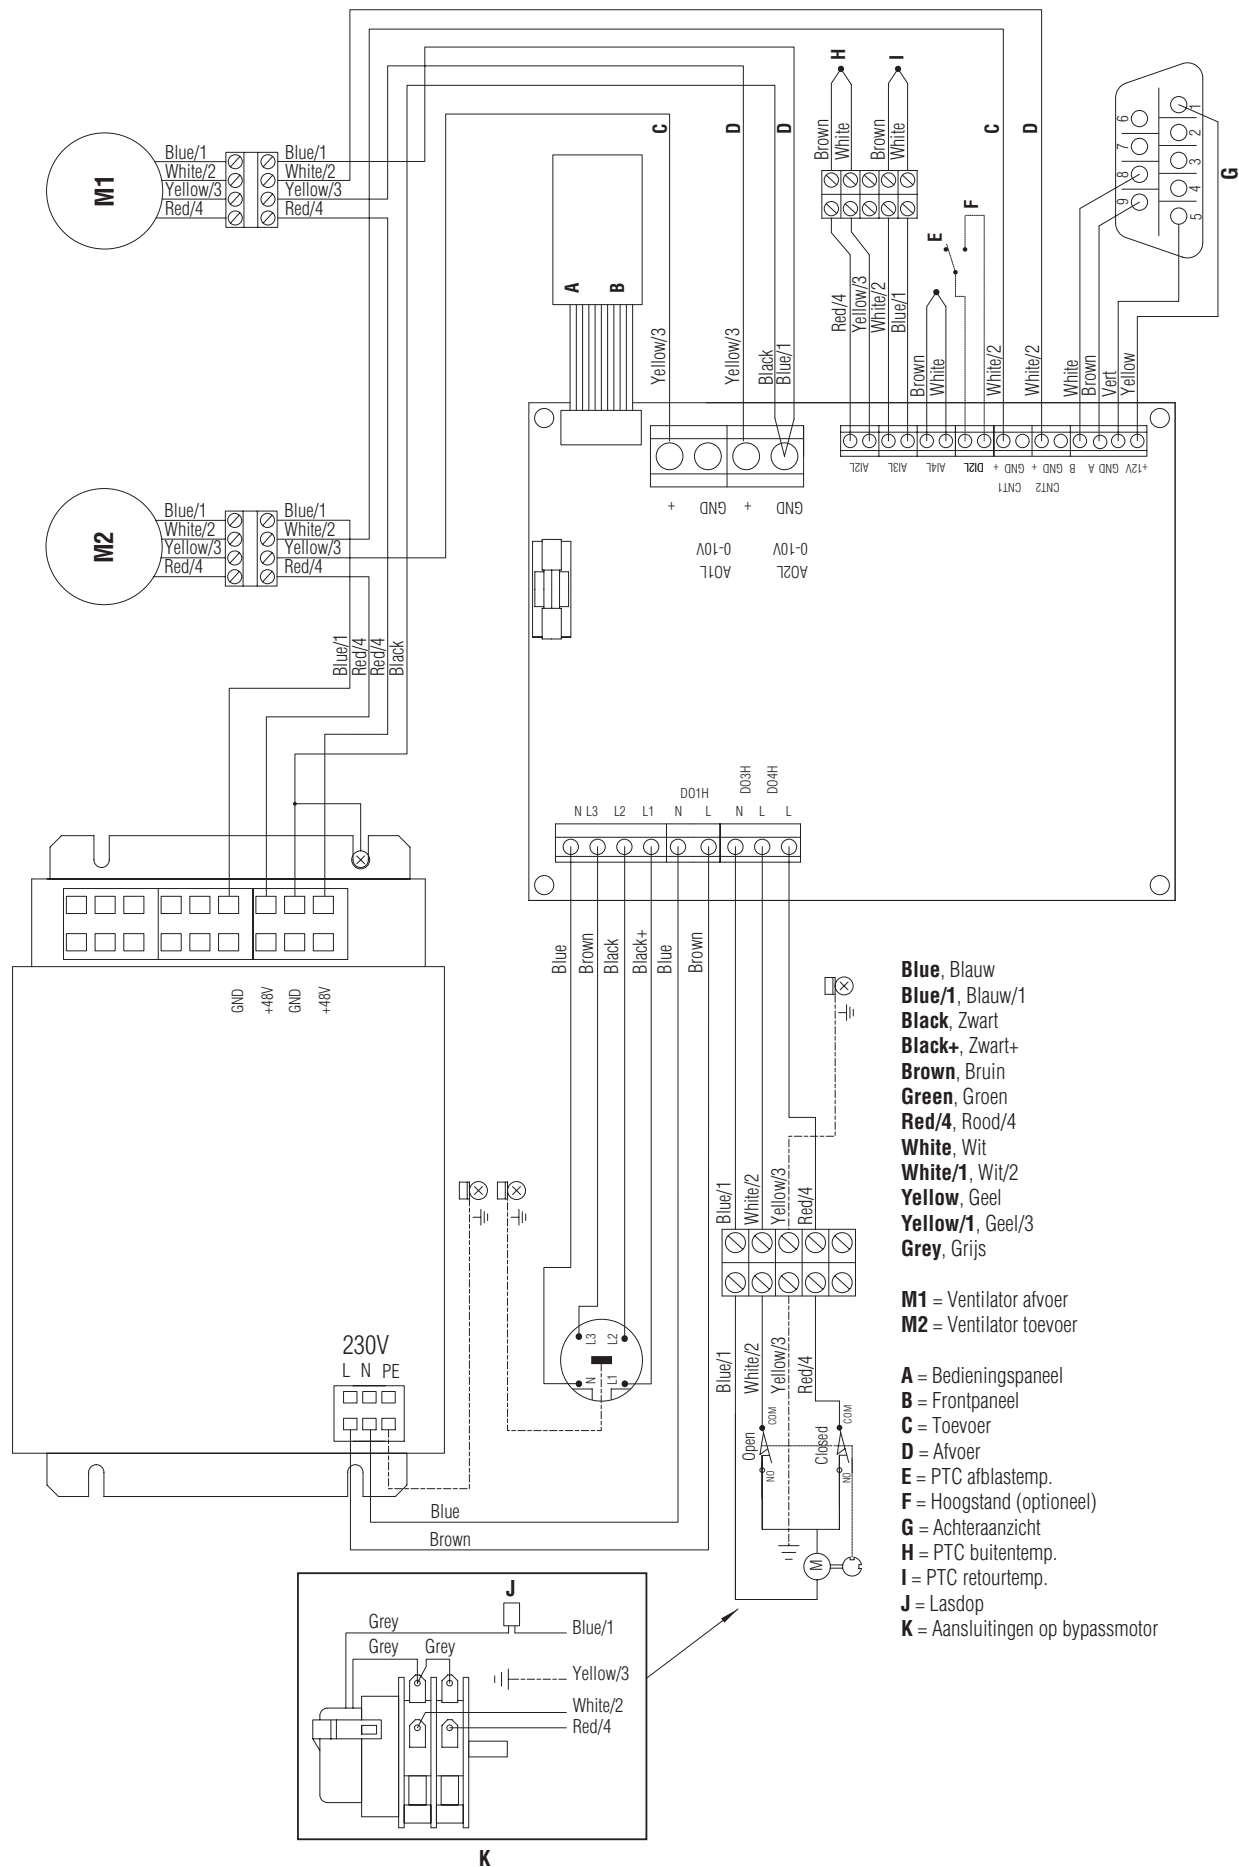 H
I
C
D
D
C
D
G
Brown
White
Brown
White
1
2
3
4
5
6
7
8
9
M1
Blue/1
White/2
Yellow/3
Red/4
Blue/1
White/2
Yellow/3
Red/4
A
B
E
F
Yellow/3
Yellow/3
Black
Blue/1
Red/4
Yellow/3
White/2
Blue/1
Brown
White
White/2
White/2
White
Brown
Vert
Yellow
+ GND + GND
0-10V 0-10V
AO1L AO2L
AI2L AI3L AI4L DI2L + GND + GND B A GND +12V
CNT1 CNT2
M2
Blue/1
White/2
Yellow/3
Red/4
Blue/1
White/2
Yellow/3
Red/4
Blue/1
Red/4
Red/4
Black
DO1H
DO3H
DO4H
N L3 L2 L1 N L N L L
GND
+48V
GND
+48V
Blue
Brown
Black
Black+
Blue
Brown
Blue/1
White/2
Yellow/3
Red/4
L3
L2
N
L1
230V
L N PE
Blue/1
White/2
Yellow/3
Red/4
COM
COM
Open
Closed
NO
NO
M
Blue
Brown
J
Grey
Grey
Grey
Blue/1
Yellow/3
White/2
Red/4
K
Blue, Blauw
Blue/1, Blauw/1
Black, Zwart
Black+, Zwart+
Brown, Bruin
Green, Groen
Red/4, Rood/4
White, Wit
White/1, Wit/2
Yellow, Geel
Yellow/1, Geel/3
Grey, Grijs
M1 = Ventilator afvoer
M2 = Ventilator toevoer
A = Bedieningspaneel
B = Frontpaneel
C = Toevoer
D = Afvoer
E = PTC afblastemp.
F = Hoogstand (optioneel)
G = Achteraanzicht
H = PTC buitentemp.
I = PTC retourtemp.
J = Lasdop
K = Aansluitingen op bypassmotor